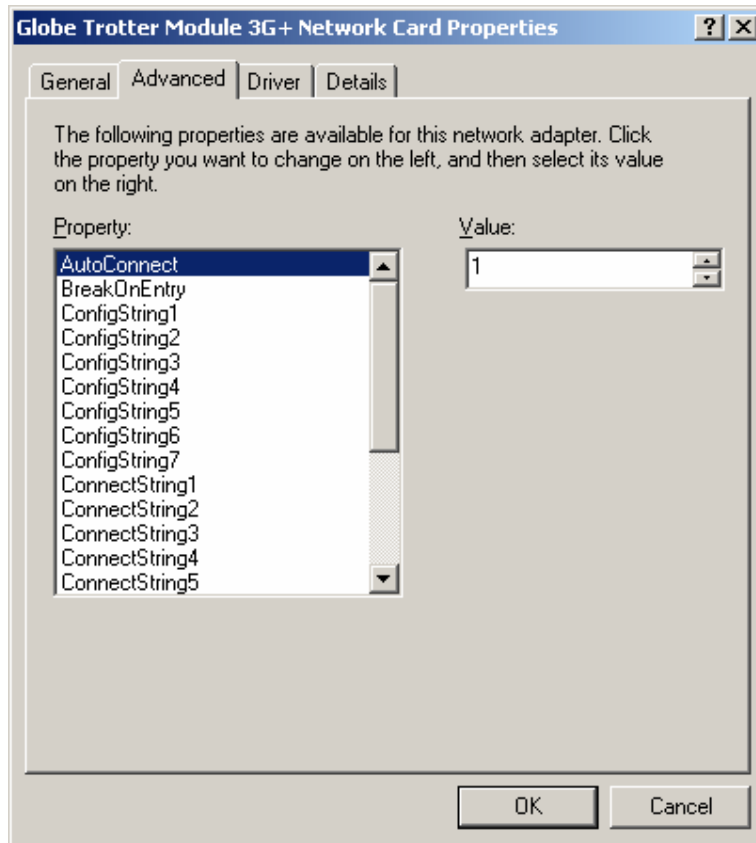 Globe Trotter Module 3G+ Network Card Properties
General Advanced Driver Details
The following properties are available for this network adapter. Click
the property you want to change on the left, and then select its value
on the right.
Property:
Value:
AutoConnect
1
BreakOnEntry
ConfigString1
ConfigString2
ConfigString3
ConfigString4
ConfigString5
ConfigString6
ConfigString7
ConnectString1
ConnectString2
ConnectString3
ConnectString4
ConnectString5
OK Cancel